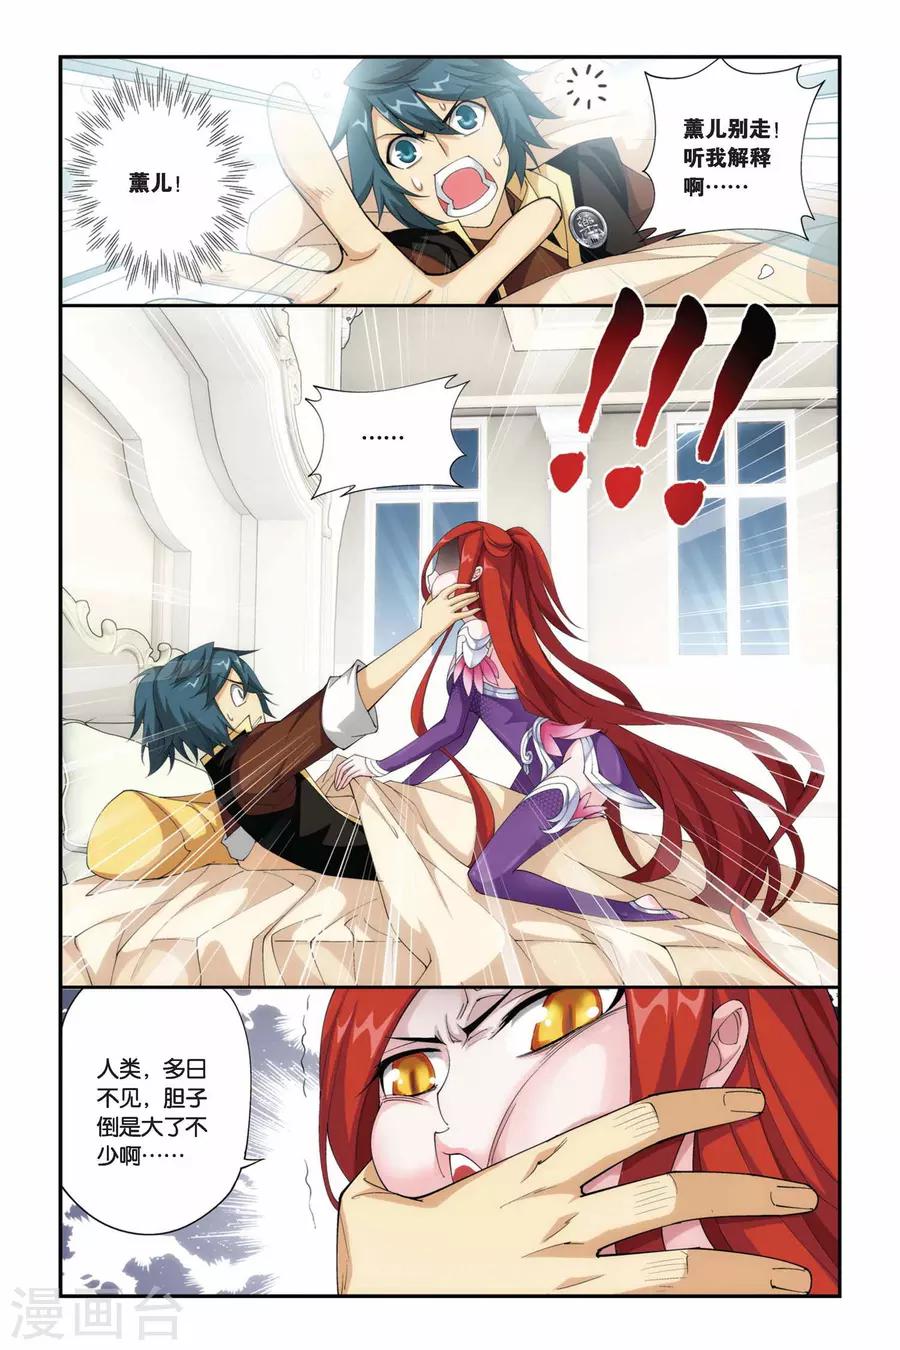 薰儿！
薰儿别走！
听我解释
啊……
……
！！！
人类，多日
不见，胆子
倒是大了不
少啊……
漫画台